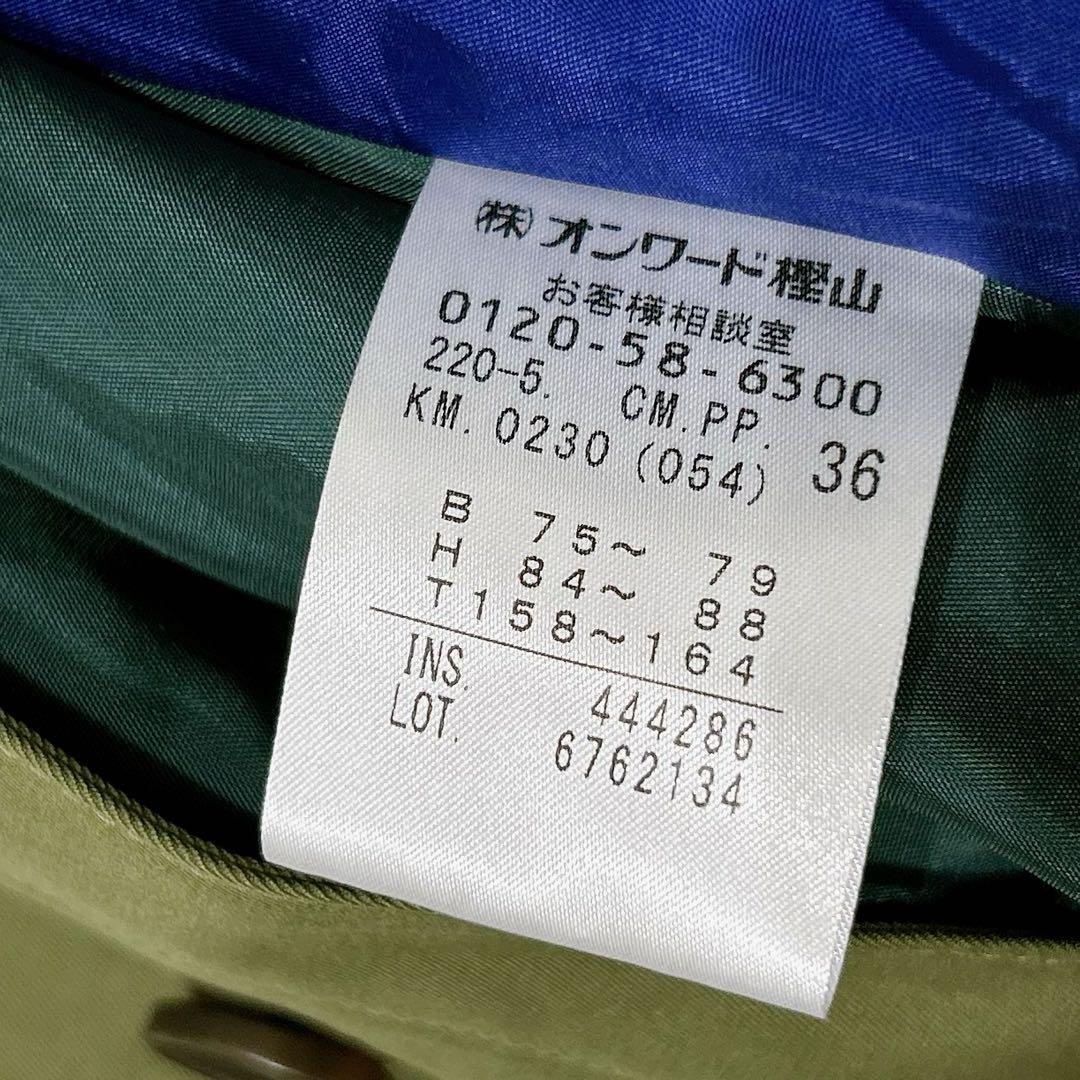 ㈱オンワード樫山
お客様相談室
0120-58-6300
220-5. CM.PP.
KM.0230 (054) 36
B 75～ 79
H 84～ 88
T158～164
INS. 444286
LOT. 6762134